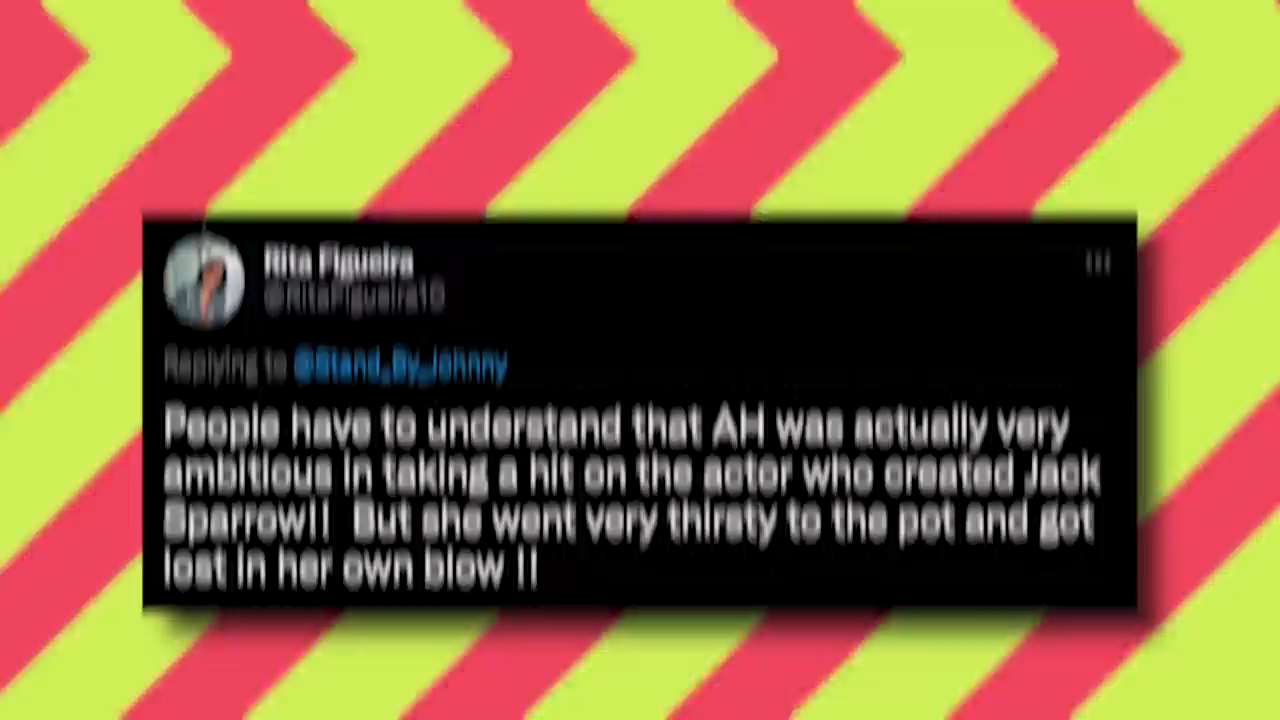 Rita Figueira
@RitaFigueira10
Replying to @Stand_By_Johnny
People have to understand that AH was actually very
ambitious in taking a hit on the actor who created Jack
Sparrow!! But she went very thirsty to the pot and got
lost in her own blow !!